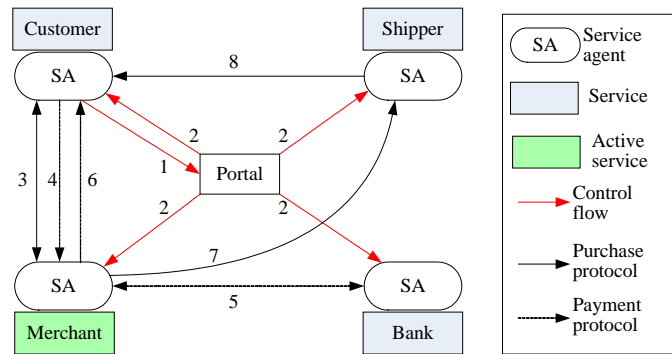 Customer
Shipper
SA
8
SA
2
2
1
3
4
6
Portal
2
2
7
SA
5
SA
Merchant
Bank
SA
Service
agent
Service
Active
service
Control
flow
Purchase
protocol
Payment
protocol